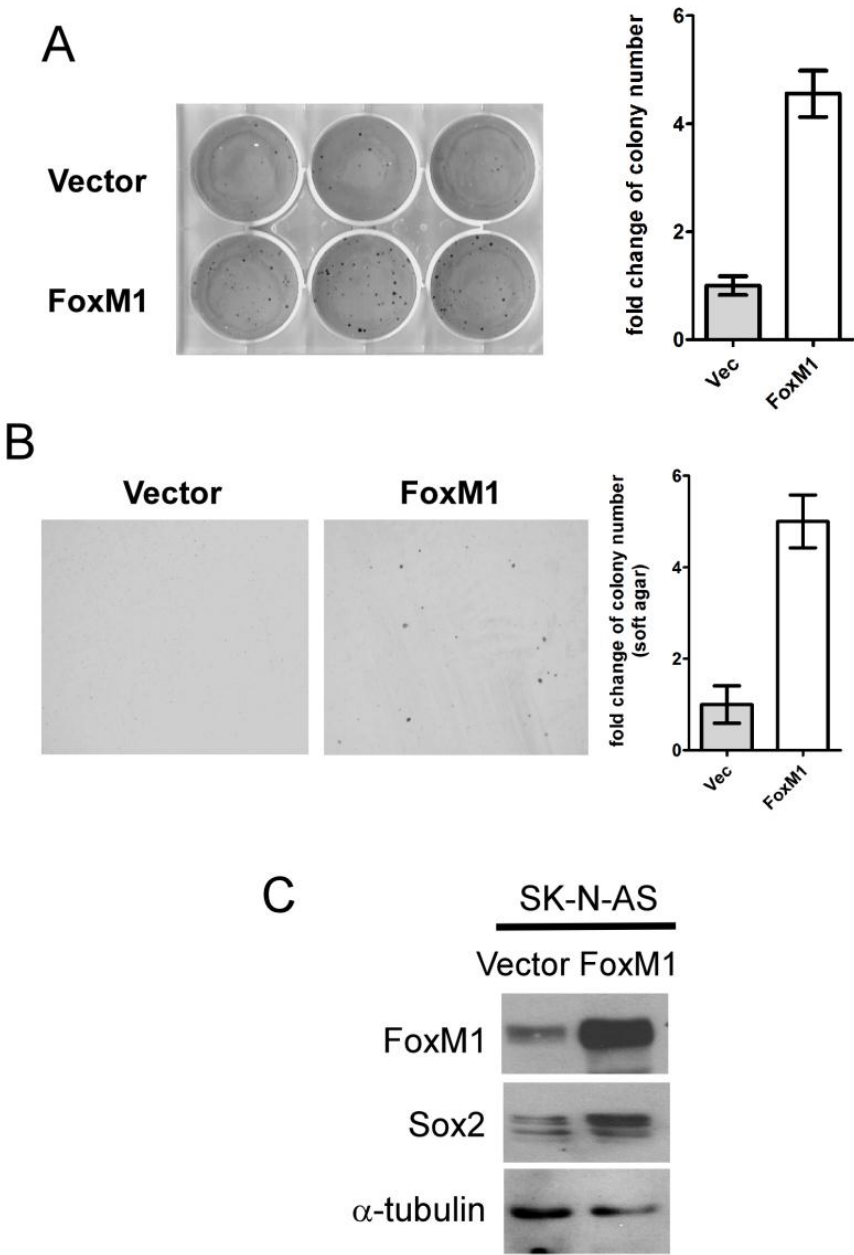 A
Vector
FoxM1
fold change of colony number
6
4
2
0
Vec
FoxM1
B
Vector
FoxM1
fold change of colony number
(soft agar)
6
4
2
0
Vec
FoxM1
C
SK-N-AS
Vector FoxM1
FoxM1
Sox2
α-tubulin